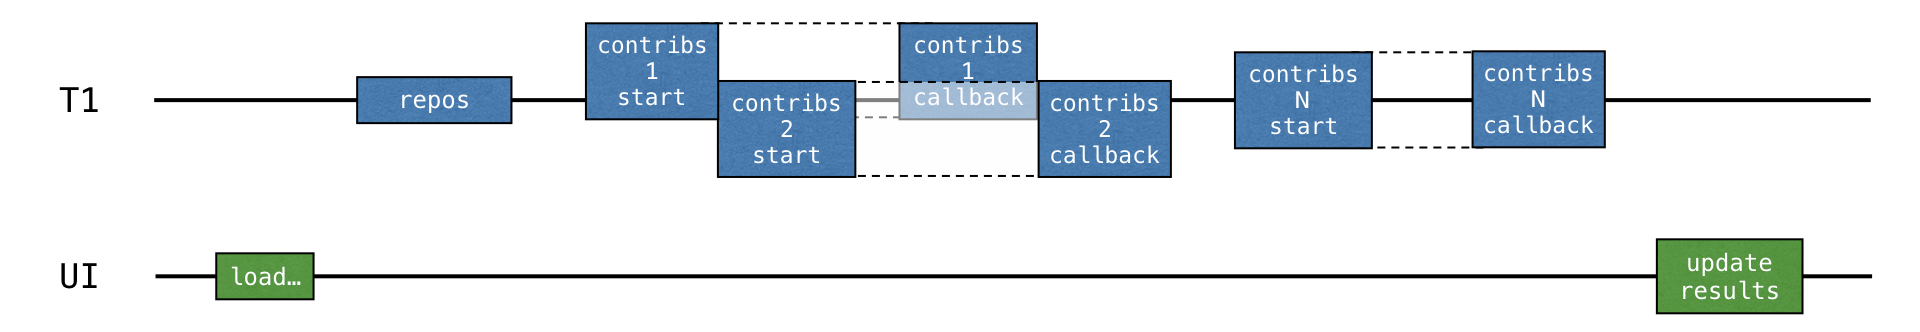 T1
repos
contribs
1
start
contribs
2
start
contribs
1
callback
contribs
2
callback
contribs
N
start
contribs
N
callback
UI
load…
update
results